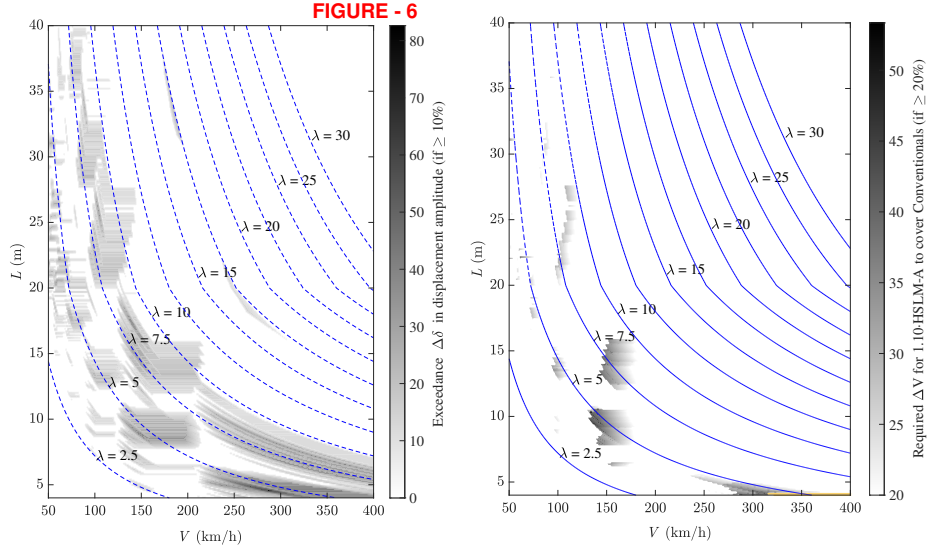 FIGURE - 6
40
35
30
25
20
15
10
5
50 100 150 200 250 300 350 400
L (m)
V (km/h)
λ = 30
λ = 25
λ = 20
λ = 15
λ = 10
λ = 7.5
λ = 5
λ = 2.5
80
70
60
50
40
30
20
10
0
Exceedance Δδ in displacement amplitude (if ≥ 10%)
40
35
30
25
20
15
10
5
50 100 150 200 250 300 350 400
L (m)
V (km/h)
λ = 30
λ = 25
λ = 20
λ = 15
λ = 10
λ = 7.5
λ = 5
λ = 2.5
50
45
40
35
30
25
20
Required ΔV for 1.10·HSLM-A to cover Conventionals (if ≥ 20%)